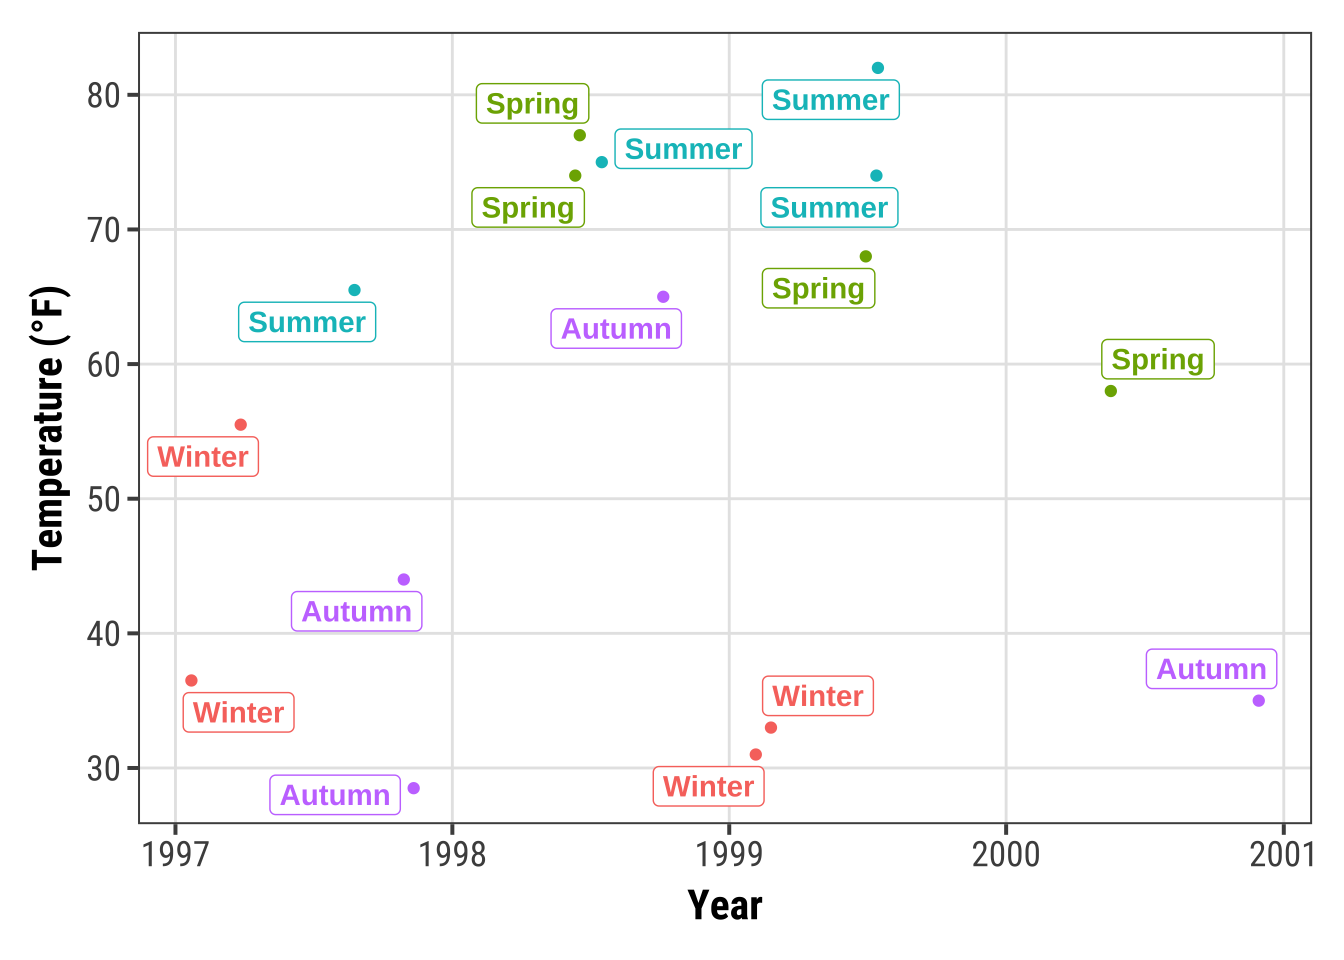 80
70
60
50
40
30
Temperature (°F)
Summer
Spring
Summer
Spring
Summer
Spring
Summer
Autumn
Spring
Winter
Autumn
Autumn
Winter
Winter
Winter
Autumn
1997
1998
1999
2000
2001
Year